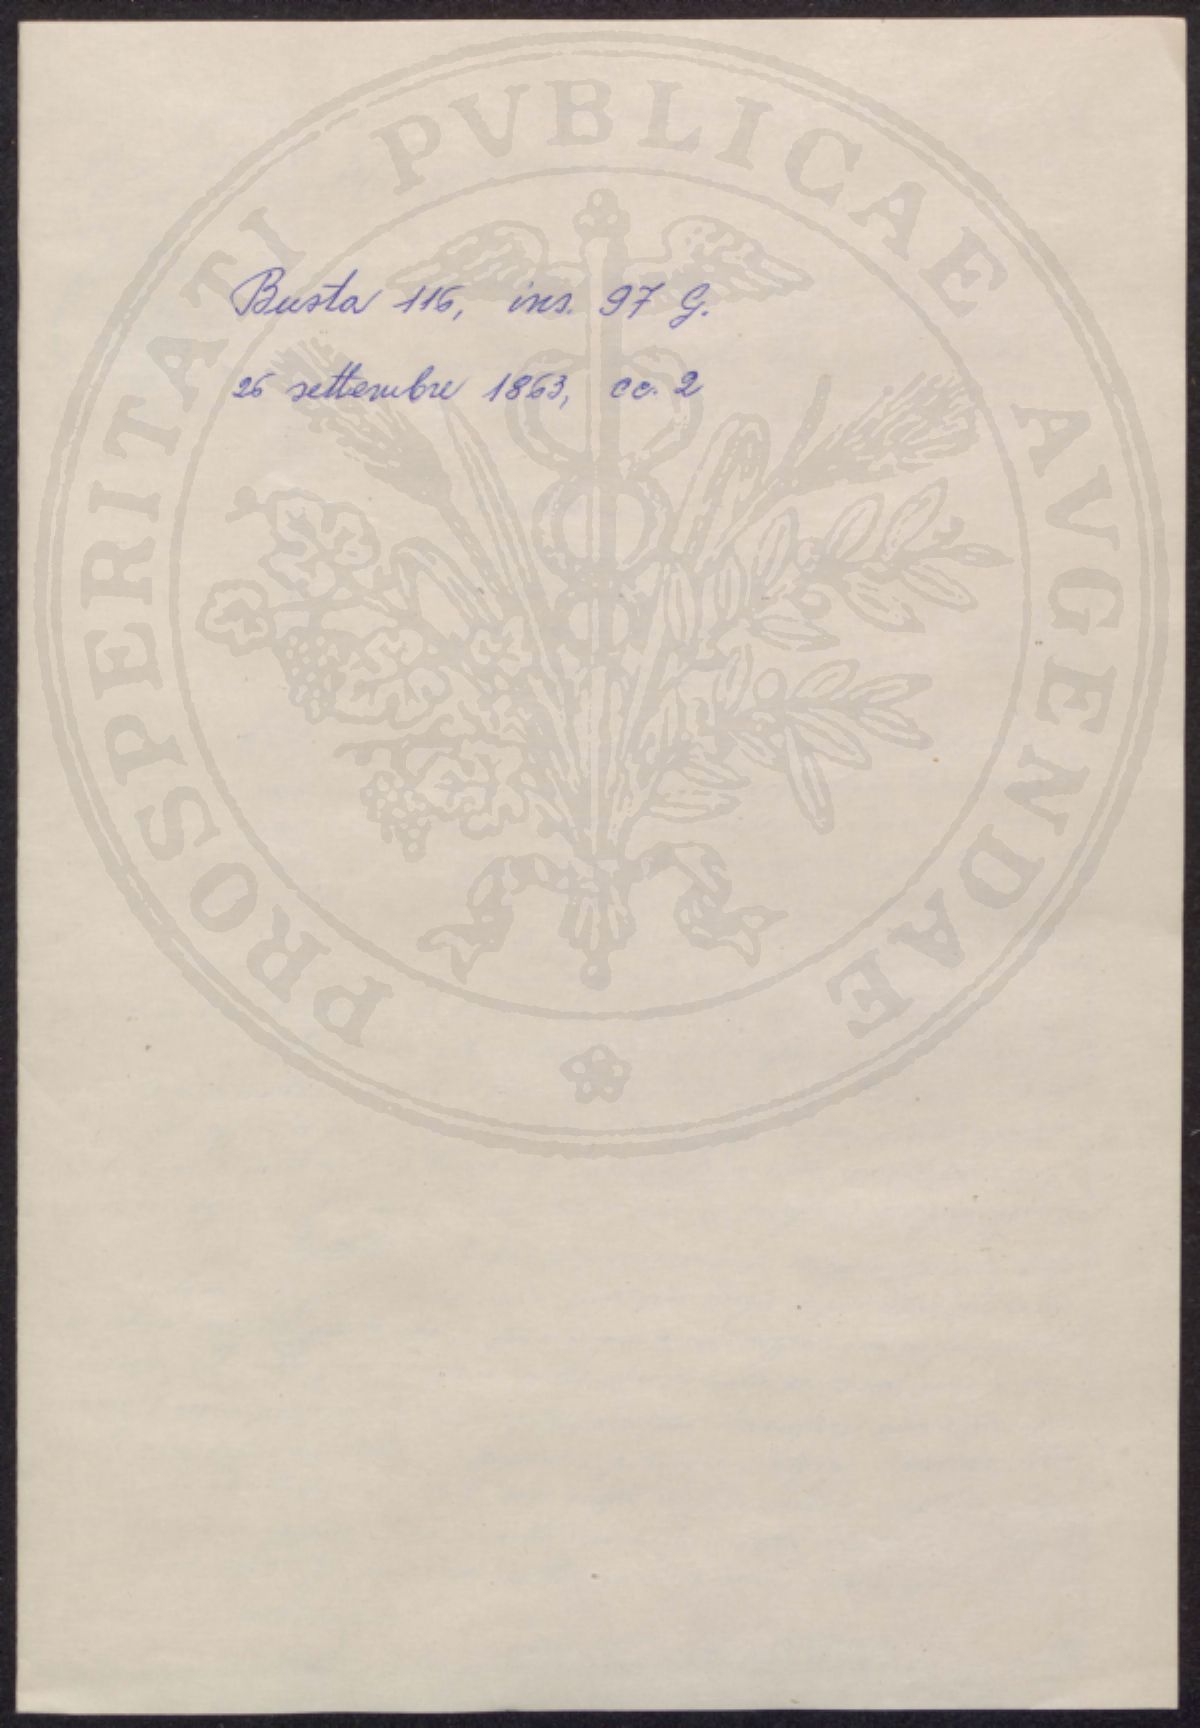 PROSPERITATI PVBLICAE AVGENDAE
Busta 116, ins. 97 G.
26 settembre 1863, cc. 2